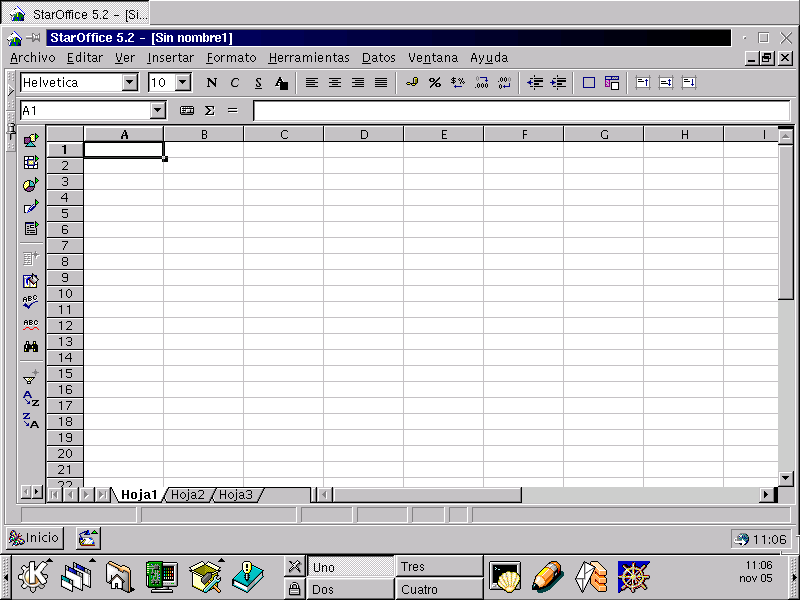 StarOffice 5.2 - [Si...
StarOffice 5.2 - [Sin nombre1]
Archivo Editar Ver Insertar Formato Herramientas Datos Ventana Ayuda
Helvetica 10 N C S A %
A1 Σ =
A B C D E F G H I
1
2
3
4
5
6
7
8
9
10
11
12
13
14
15
16
17
18
19
20
21
22
Hoja1 Hoja2 Hoja3
Inicio 11:06
Uno Tres 11:06
Dos Cuatro nov 05